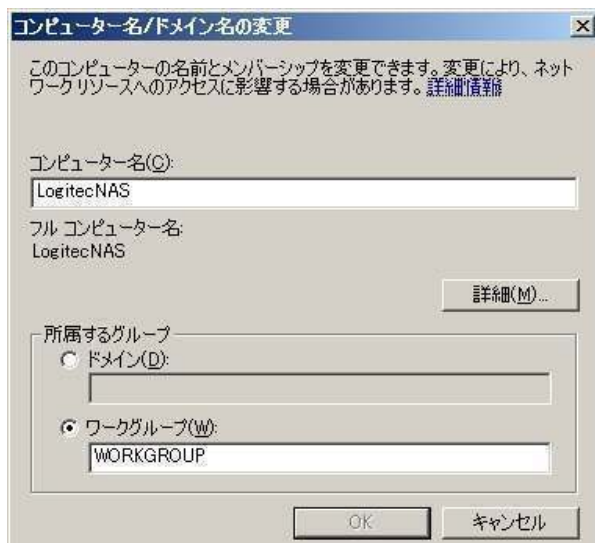 コンピューター名/ドメイン名の変更
このコンピューターの名前とメンバーシップを変更できます。変更により、ネット
ワーク リソースへのアクセスに影響する場合があります。詳細情報
コンピューター名(C):
LogitecNAS
フル コンピューター名:
LogitecNAS
詳細(M)...
所属するグループ
ドメイン(D):
ワークグループ(W):
WORKGROUP
OK
キャンセル